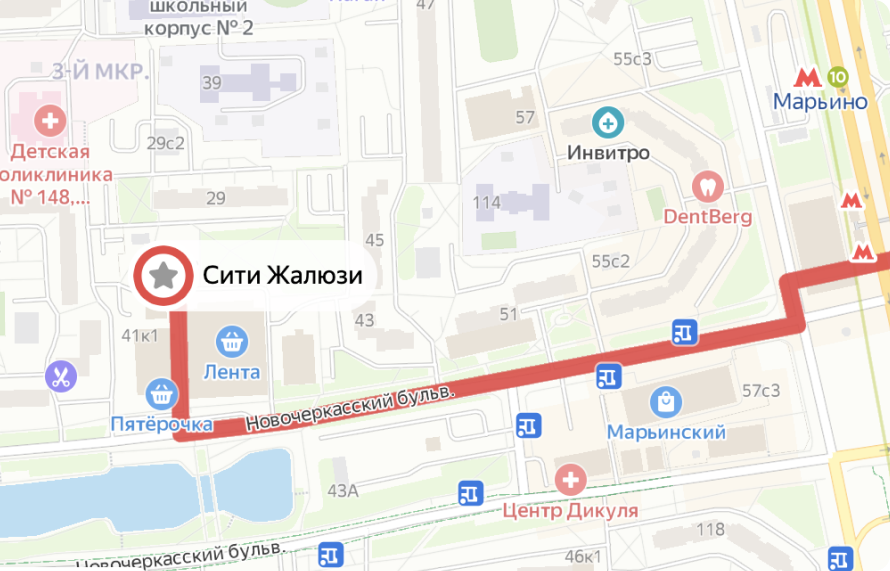 школьный
корпус № 2
47
3-Й МКР.
39
55с3
10
Марьино
57
Инвитро
29с2
Детская
поликлиника
№ 148,...
29
114
DentBerg
45
55с2
Сити Жалюзи
43
51
41к1
Лента
Новочеркасский бульв.
Пятёрочка
57с3
Марьинский
43А
Центр Дикуля
118
Новочеркасский бульв.
46к1